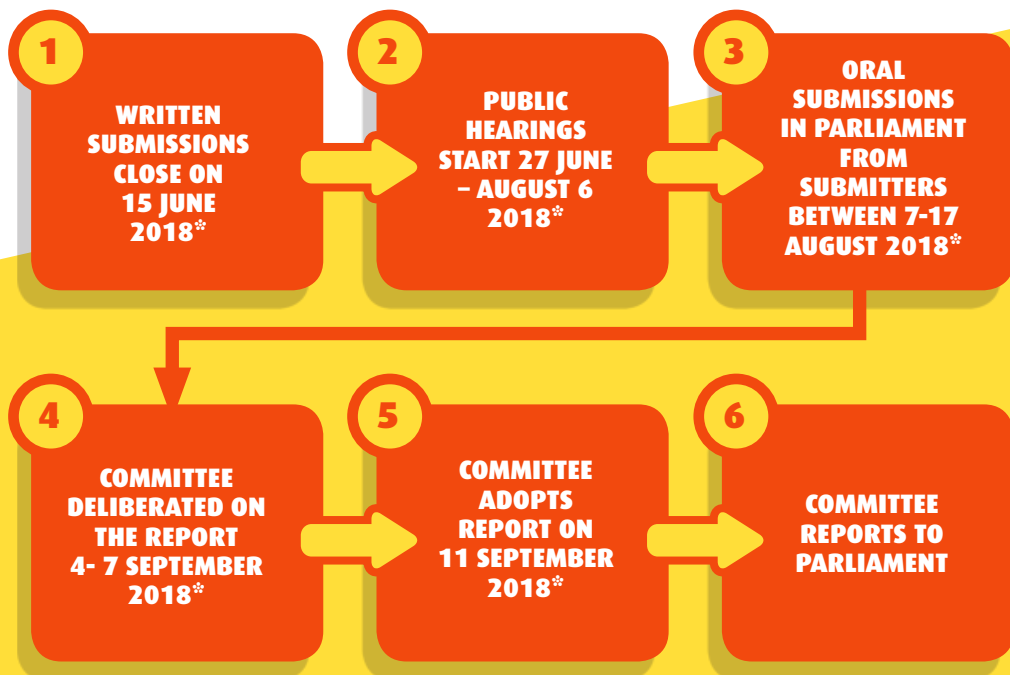 1
WRITTEN
SUBMISSIONS
CLOSE ON
15 JUNE
2018*
2
PUBLIC
HEARINGS
START 27 JUNE
– AUGUST 6
2018*
3
ORAL
SUBMISSIONS
IN PARLIAMENT
FROM
SUBMITTERS
BETWEEN 7-17
AUGUST 2018*
4
COMMITTEE
DELIBERATED ON
THE REPORT
4- 7 SEPTEMBER
2018*
5
COMMITTEE
ADOPTS
REPORT ON
11 SEPTEMBER
2018*
6
COMMITTEE
REPORTS TO
PARLIAMENT